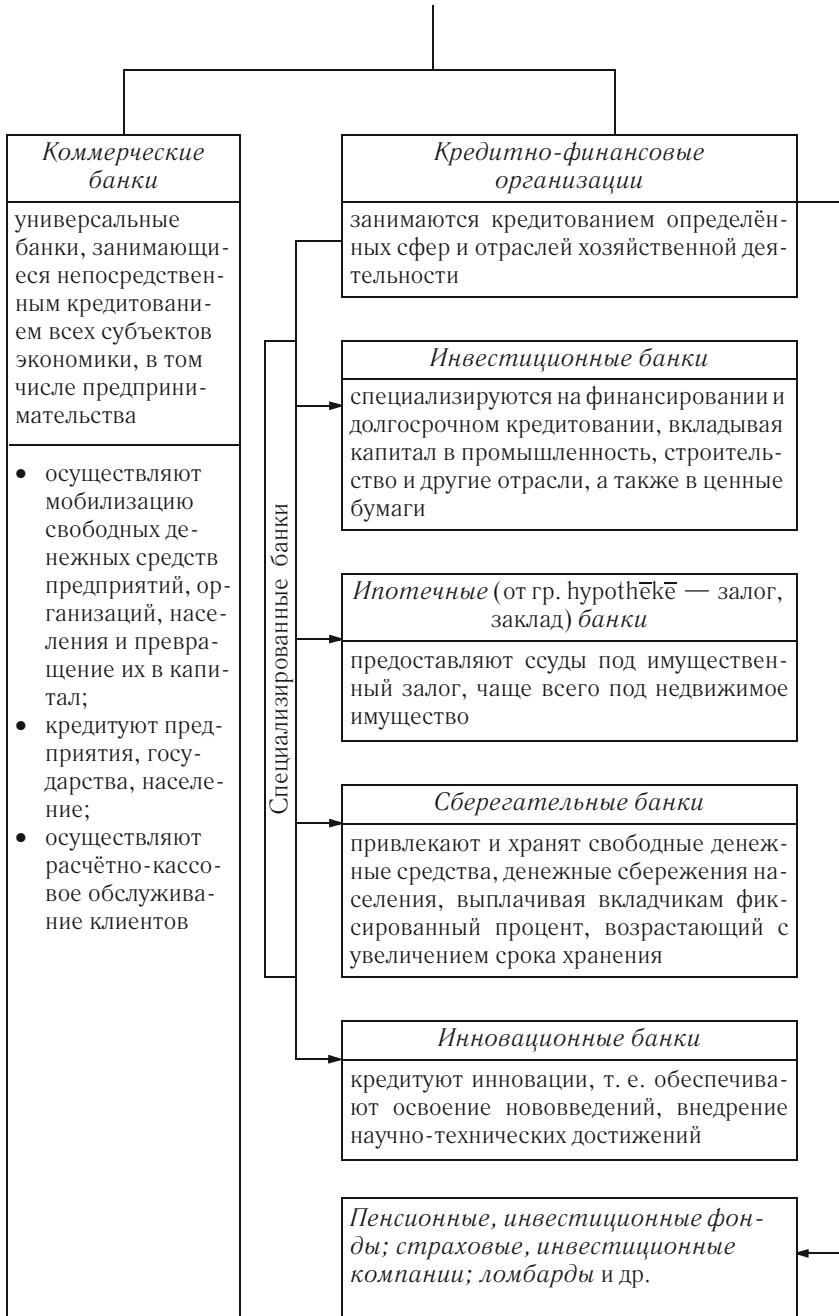 Коммерческие
банки
универсальные
банки, занимающи-
еся непосредствен-
ным кредитовани-
ем всех субъектов
экономики, в том
числе предприни-
мательства
• осуществляют
мобилизацию
свободных де-
нежных средств
предприятий, ор-
ганизаций, насе-
ления и превра-
щение их в капи-
тал;
• кредитуют пред-
приятия, госу-
дарства, населе-
ние;
• осуществляют
расчётно-кассо-
вое обслужива-
ние клиентов
Кредитно-финансовые
организации
занимаются кредитованием определён-
ных сфер и отраслей хозяйственной дея-
тельности
Специализированные банки
Инвестиционные банки
специализируются на финансировании и
долгосрочном кредитовании, вкладывая
капитал в промышленность, строитель-
ство и другие отрасли, а также в ценные
бумаги
Ипотечные (от гр. hypothēkē — залог,
заклад) банки
предоставляют ссуды под имуществен-
ный залог, чаще всего под недвижимое
имущество
Сберегательные банки
привлекают и хранят свободные денеж-
ные средства, денежные сбережения на-
селения, выплачивая вкладчикам фик-
сированный процент, возрастающий с
увеличением срока хранения
Инновационные банки
кредитуют инновации, т. е. обеспечива-
ют освоение нововведений, внедрение
научно-технических достижений
Пенсионные, инвестиционные фон-
ды; страховые, инвестиционные
компании; ломбарды и др.